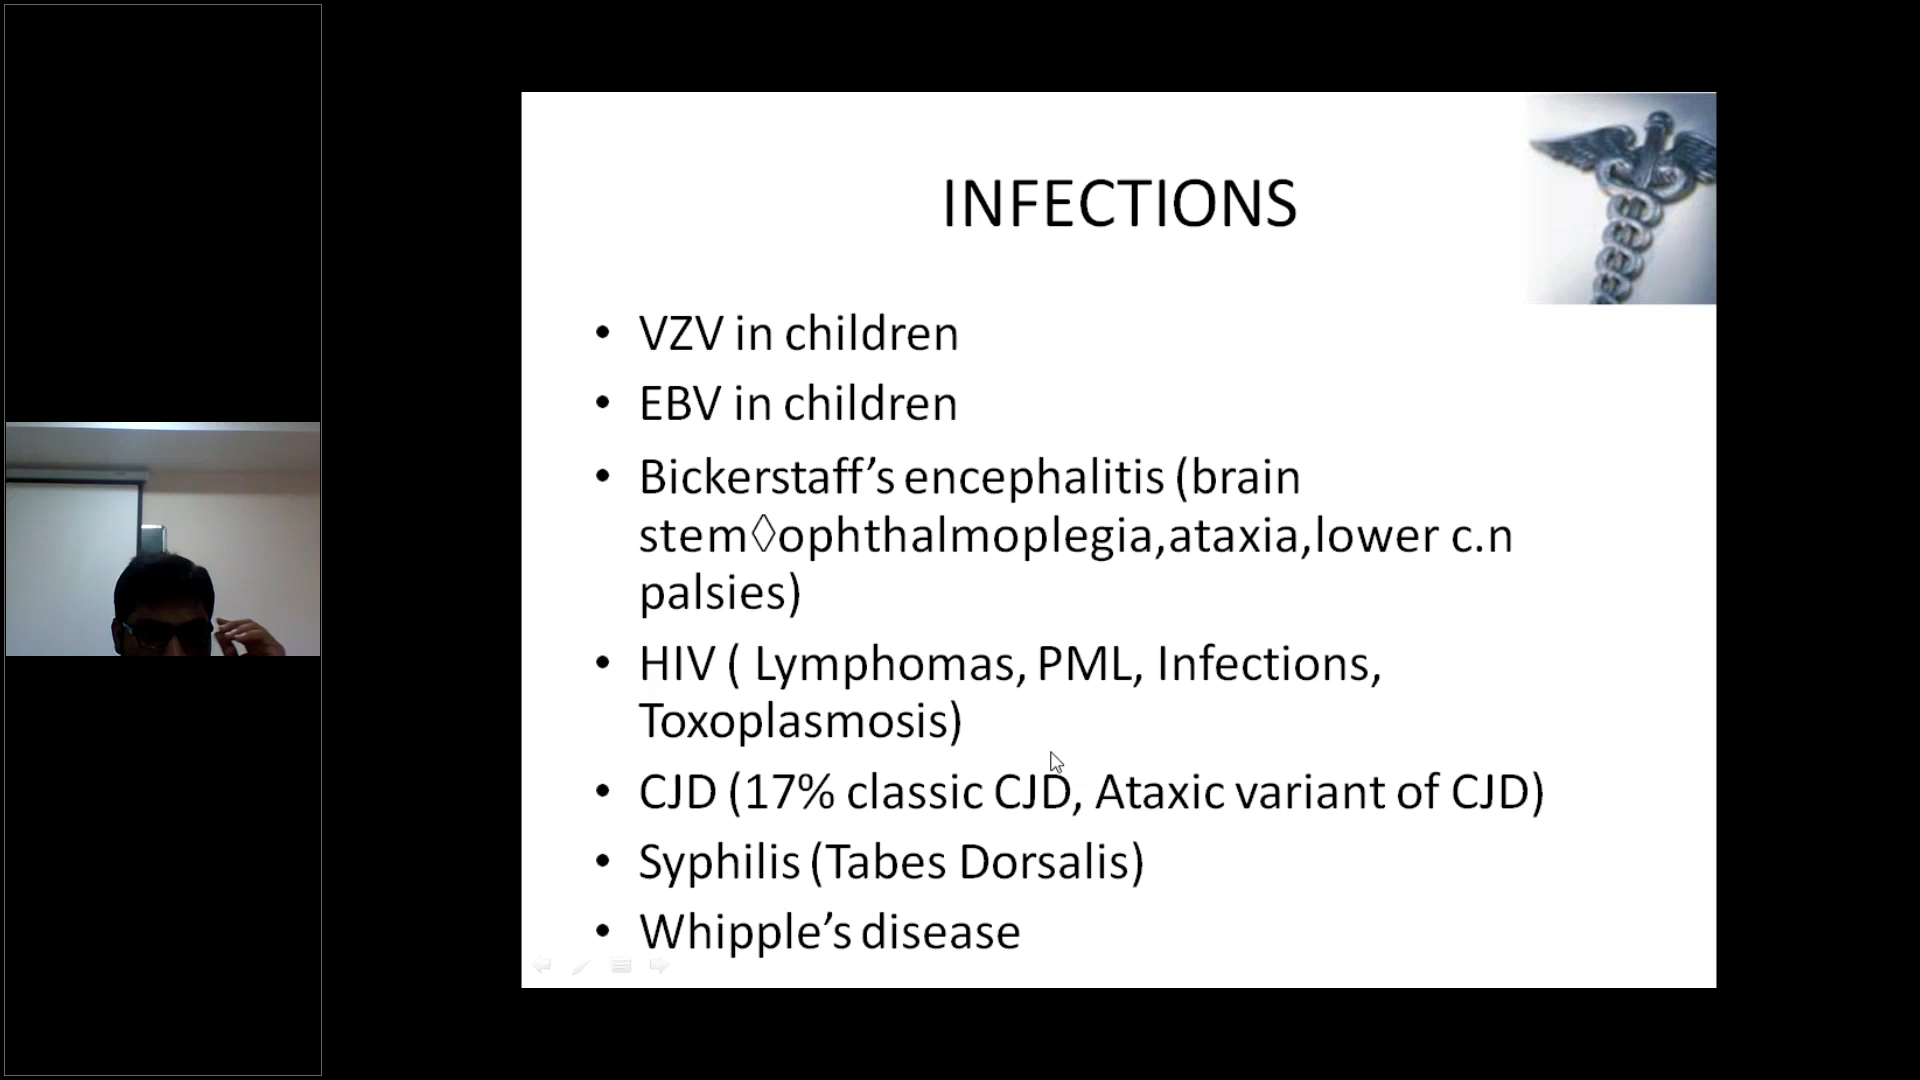 INFECTIONS
• VZV in children
• EBV in children
• Bickerstaff’s encephalitis (brain
stem◊ophthalmoplegia,ataxia,lower c.n
palsies)
• HIV ( Lymphomas, PML, Infections,
Toxoplasmosis)
• CJD (17% classic CJD, Ataxic variant of CJD)
• Syphilis (Tabes Dorsalis)
• Whipple’s disease